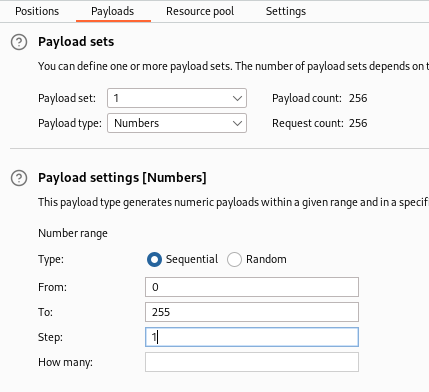 Positions Payloads Resource pool Settings
? Payload sets
You can define one or more payload sets. The number of payload sets depends on t
Payload set: 1 Payload count: 256
Payload type: Numbers Request count: 256
? Payload settings [Numbers]
This payload type generates numeric payloads within a given range and in a specif
Number range
Type: Sequential Random
From: 0
To: 255
Step: 1
How many: